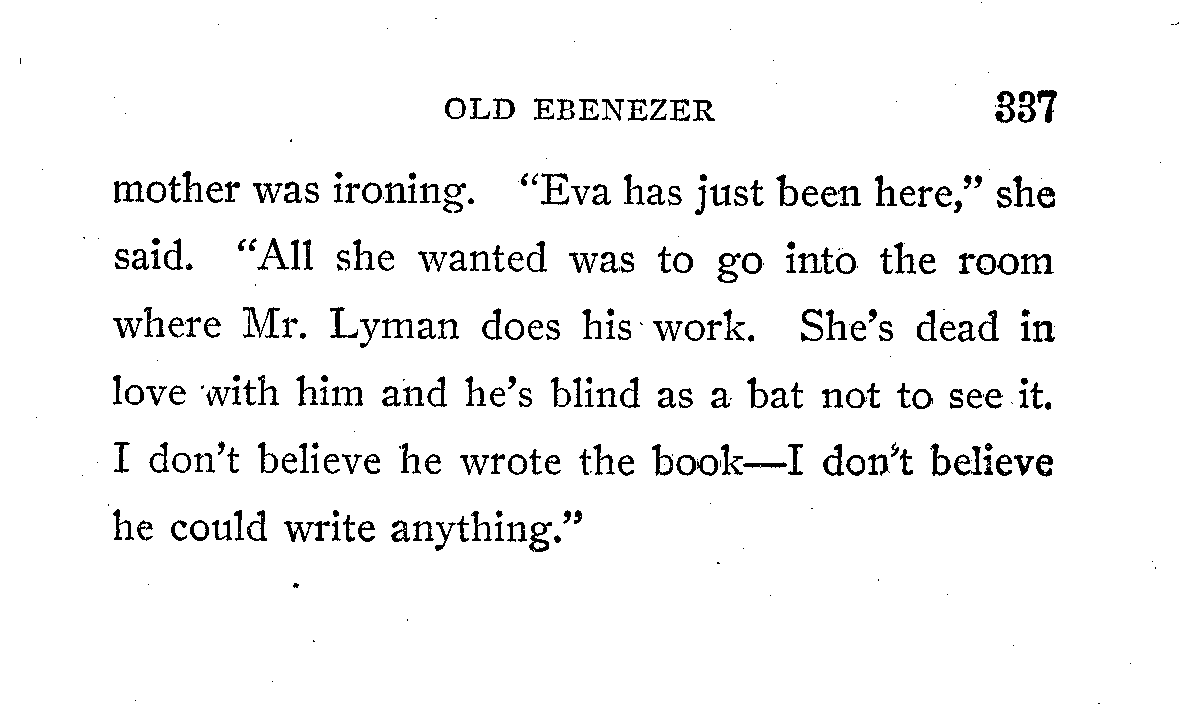 OLD EBENEZER 337
mother was ironing. “Eva has just been here,” she
said. “All she wanted was to go into the room
where Mr. Lyman does his work. She’s dead in
love with him and he’s blind as a bat not to see it.
I don’t believe he wrote the book—I don’t believe
he could write anything.”